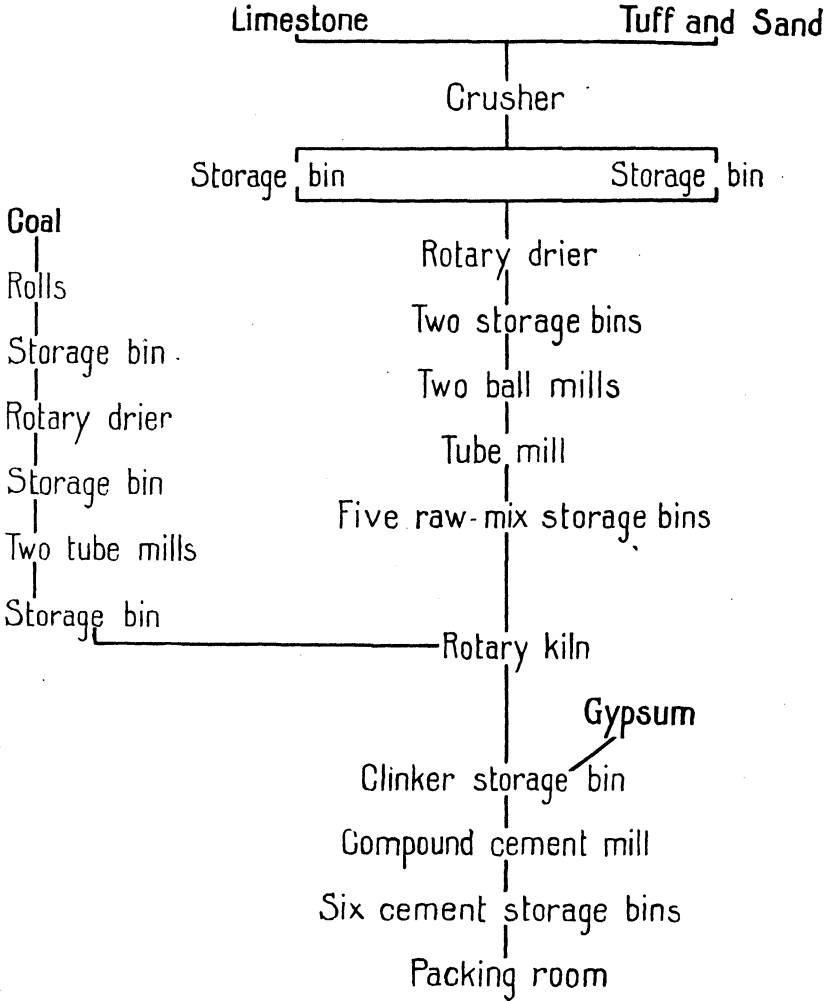 Limestone
Tuff and Sand
Crusher
Storage bin
Storage bin
Rotary drier
Two storage bins
Two ball mills
Tube mill
Five raw-mix storage bins
Coal
Rolls
Storage bin
Rotary drier
Storage bin
Two tube mills
Storage bin
Rotary kiln
Gypsum
Clinker storage bin
Compound cement mill
Six cement storage bins
Packing room